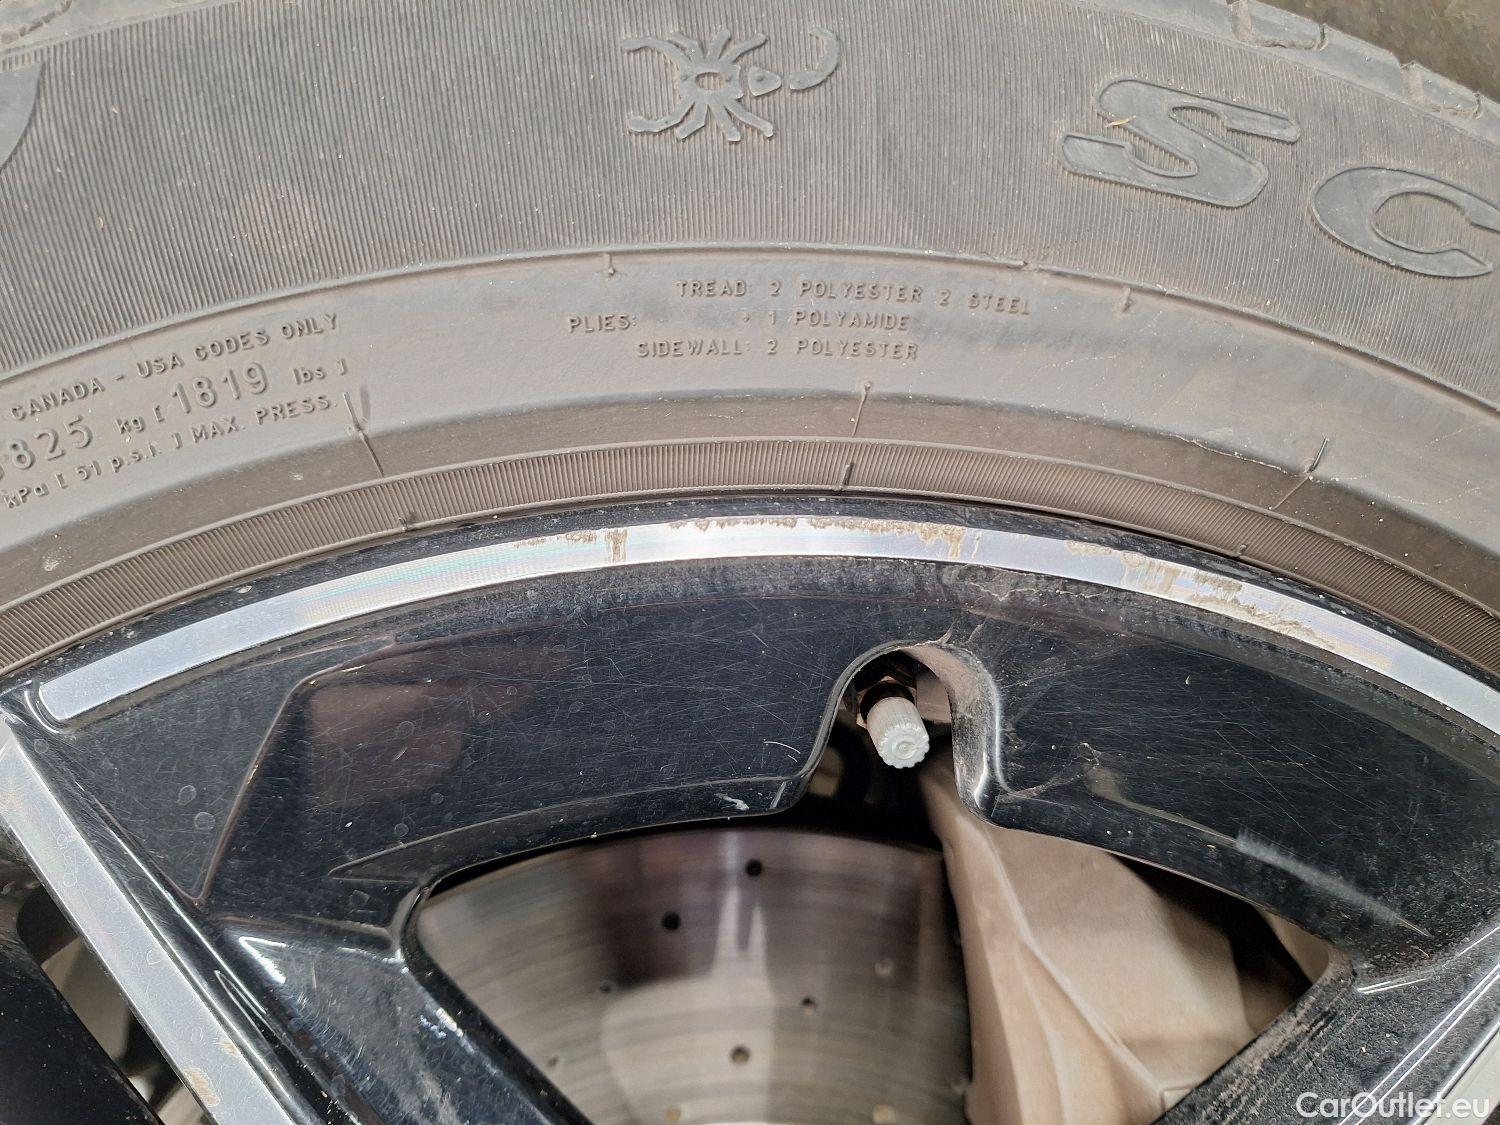 SC
TREAD: 2 POLYESTER 2 STEEL
PLIES: + 1 POLYAMIDE
SIDEWALL: 2 POLYESTER
CANADA - USA CODES ONLY
825 kg [ 1819 lbs ]
kPa [ 51 p.s.i. ] MAX. PRESS.
CarOutlet.eu